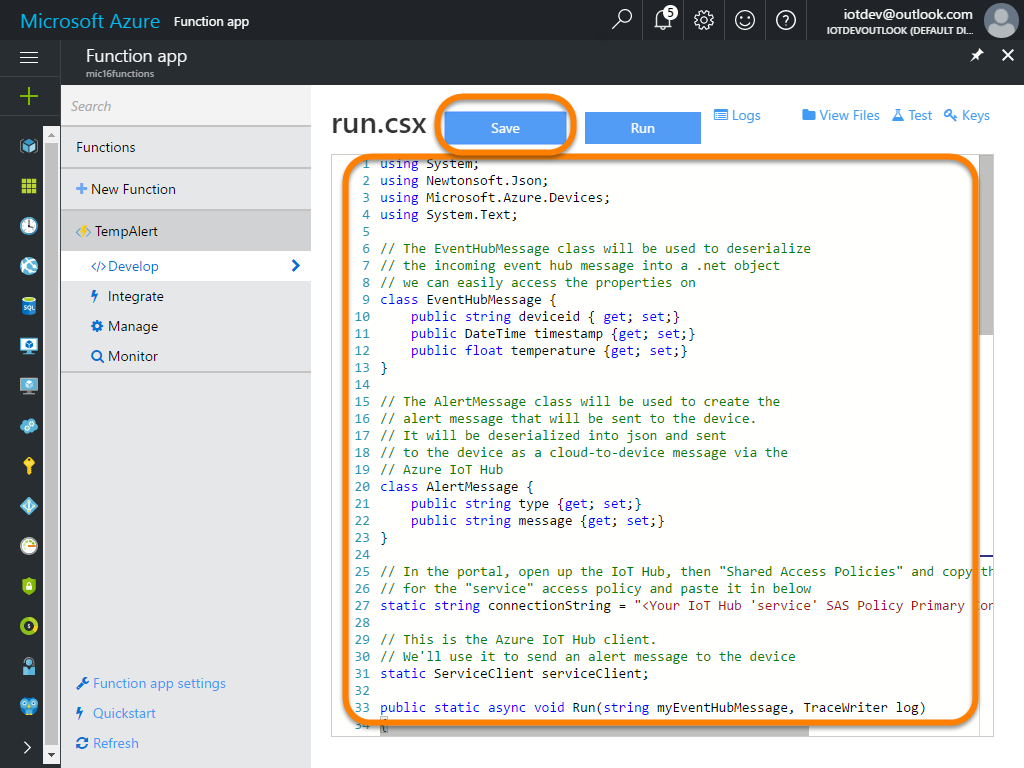 Microsoft Azure Function app
5
iotdev@outlook.com
IOTDEVOUTLOOK (DEFAULT DI...
Function app
mic16functions
Search
Functions
New Function
TempAlert
</> Develop
Integrate
Manage
Monitor
Function app settings
Quickstart
Refresh
SQL
run.csx
Save
Run
Logs
View Files
Test
Keys
1 using System;
2 using Newtonsoft.Json;
3 using Microsoft.Azure.Devices;
4 using System.Text;
5
6 // The EventHubMessage class will be used to deserialize
7 // the incoming event hub message into a .net object
8 // we can easily access the properties on
9 class EventHubMessage {
10 public string deviceid { get; set;}
11 public DateTime timestamp {get; set;}
12 public float temperature {get; set;}
13 }
14
15 // The AlertMessage class will be used to create the
16 // alert message that will be sent to the device.
17 // It will be deserialized into json and sent
18 // to the device as a cloud-to-device message via the
19 // Azure IoT Hub
20 class AlertMessage {
21 public string type {get; set;}
22 public string message {get; set;}
23 }
24
25 // In the portal, open up the IoT Hub, then "Shared Access Policies" and copy th
26 // for the "service" access policy and paste it in below
27 static string connectionString = "<Your IoT Hub 'service' SAS Policy Primary Con
28
29 // This is the Azure IoT Hub client.
30 // We'll use it to send an alert message to the device
31 static ServiceClient serviceClient;
32
33 public static async void Run(string myEventHubMessage, TraceWriter log)
34 {